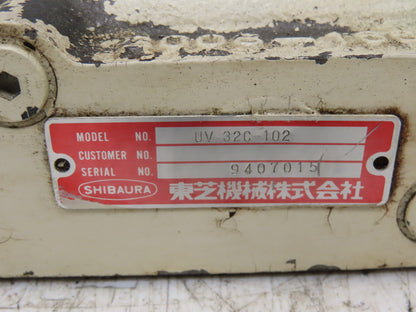 MODEL NO. UV-32C-102
CUSTOMER NO.
SERIAL NO. 9407015
SHIBAURA 東芝機械株式会社